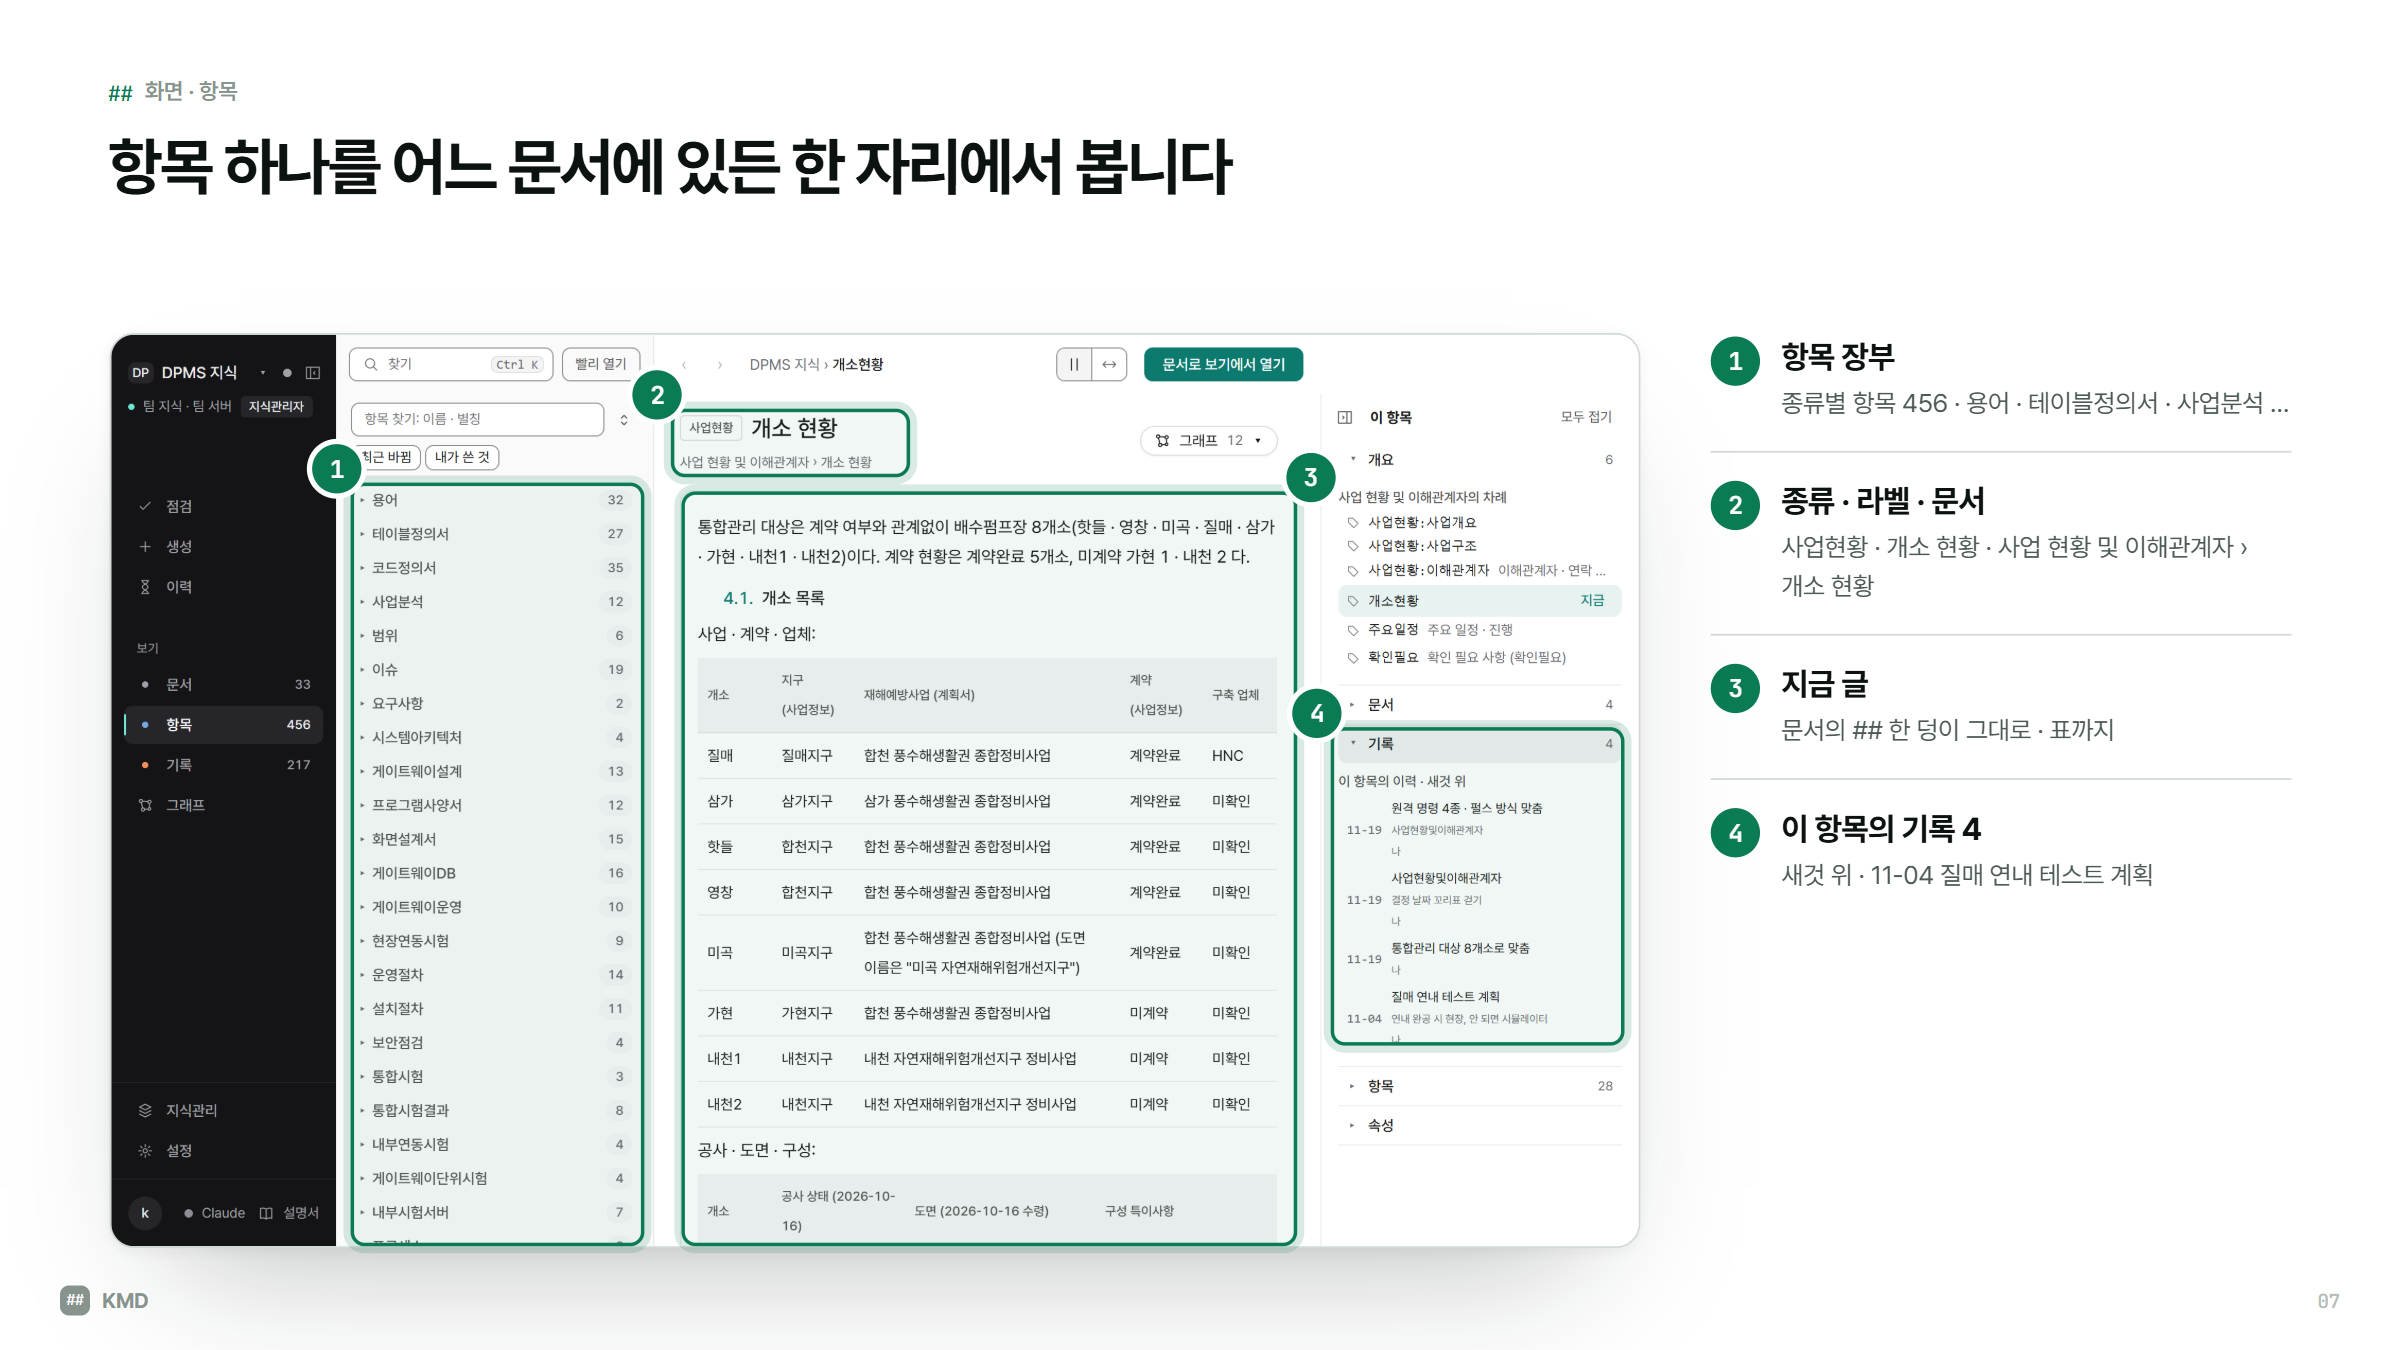 ## 화면 · 항목
항목 하나를 어느 문서에 있든 한 자리에서 봅니다
DP DPMS 지식
팀 지식 · 팀 서버 지식관리자
점검
생성
이력
보기
문서 33
항목 456
기록 217
그래프
지식관리
설정
k Claude 설명서
찾기 Ctrl K 빨리 열기
항목 찾기: 이름 · 별칭
최근 바뀜 내가 쓴 것
1
용어 32
테이블정의서 27
코드정의서 35
사업분석 12
범위 6
이슈 19
요구사항 2
시스템아키텍처 4
게이트웨이설계 13
프로그램사양서 12
화면설계서 15
게이트웨이DB 16
게이트웨이운영 10
현장연동시험 9
운영절차 14
설치절차 11
보안점검 4
통합시험 3
통합시험결과 8
내부연동시험 4
게이트웨이단위시험 4
내부시험서버 7
DPMS 지식 › 개소현황
문서로 보기에서 열기
2
사업현황 개소 현황
사업 현황 및 이해관계자 › 개소 현황
그래프 12
통합관리 대상은 계약 여부와 관계없이 배수펌프장 8개소(핫들 · 영창 · 미곡 · 질매 · 삼가
· 가현 · 내천1 · 내천2)이다. 계약 현황은 계약완료 5개소, 미계약 가현 1 · 내천 2 다.
4.1. 개소 목록
사업 · 계약 · 업체:
개소 지구 (사업정보) 재해예방사업 (계획서) 계약 (사업정보) 구축 업체
질매 질매지구 합천 풍수해생활권 종합정비사업 계약완료 HNC
삼가 삼가지구 삼가 풍수해생활권 종합정비사업 계약완료 미확인
핫들 합천지구 합천 풍수해생활권 종합정비사업 계약완료 미확인
영창 합천지구 합천 풍수해생활권 종합정비사업 계약완료 미확인
미곡 미곡지구 합천 풍수해생활권 종합정비사업 (도면 이름은 "미곡 자연재해위험개선지구") 계약완료 미확인
가현 가현지구 합천 풍수해생활권 종합정비사업 미계약 미확인
내천1 내천지구 내천 자연재해위험개선지구 정비사업 미계약 미확인
내천2 내천지구 내천 자연재해위험개선지구 정비사업 미계약 미확인
공사 · 도면 · 구성:
개소 공사 상태 (2026-10-16) 도면 (2026-10-16 수령) 구성 특이사항
3
이 항목 모두 접기
개요 6
사업 현황 및 이해관계자의 차례
사업현황:사업개요
사업현황:사업구조
사업현황:이해관계자 이해관계자 · 연락 ...
개소현황 지금
주요일정 주요 일정 · 진행
확인필요 확인 필요 사항 (확인필요)
문서 4
4
기록 4
이 항목의 이력 · 새것 위
원격 명령 4종 · 펄스 방식 맞춤
11-19 사업현황및이해관계자
나
사업현황및이해관계자
11-19 결정 날짜 꼬리표 걷기
나
통합관리 대상 8개소로 맞춤
11-19
나
질매 연내 테스트 계획
11-04 연내 완공 시 현장, 안 되면 시뮬레이터
나
항목 28
속성
1 항목 장부
종류별 항목 456 · 용어 · 테이블정의서 · 사업분석 ...
2 종류 · 라벨 · 문서
사업현황 · 개소 현황 · 사업 현황 및 이해관계자 ›
개소 현황
3 지금 글
문서의 ## 한 덩이 그대로 · 표까지
4 이 항목의 기록 4
새것 위 · 11-04 질매 연내 테스트 계획
## KMD
07